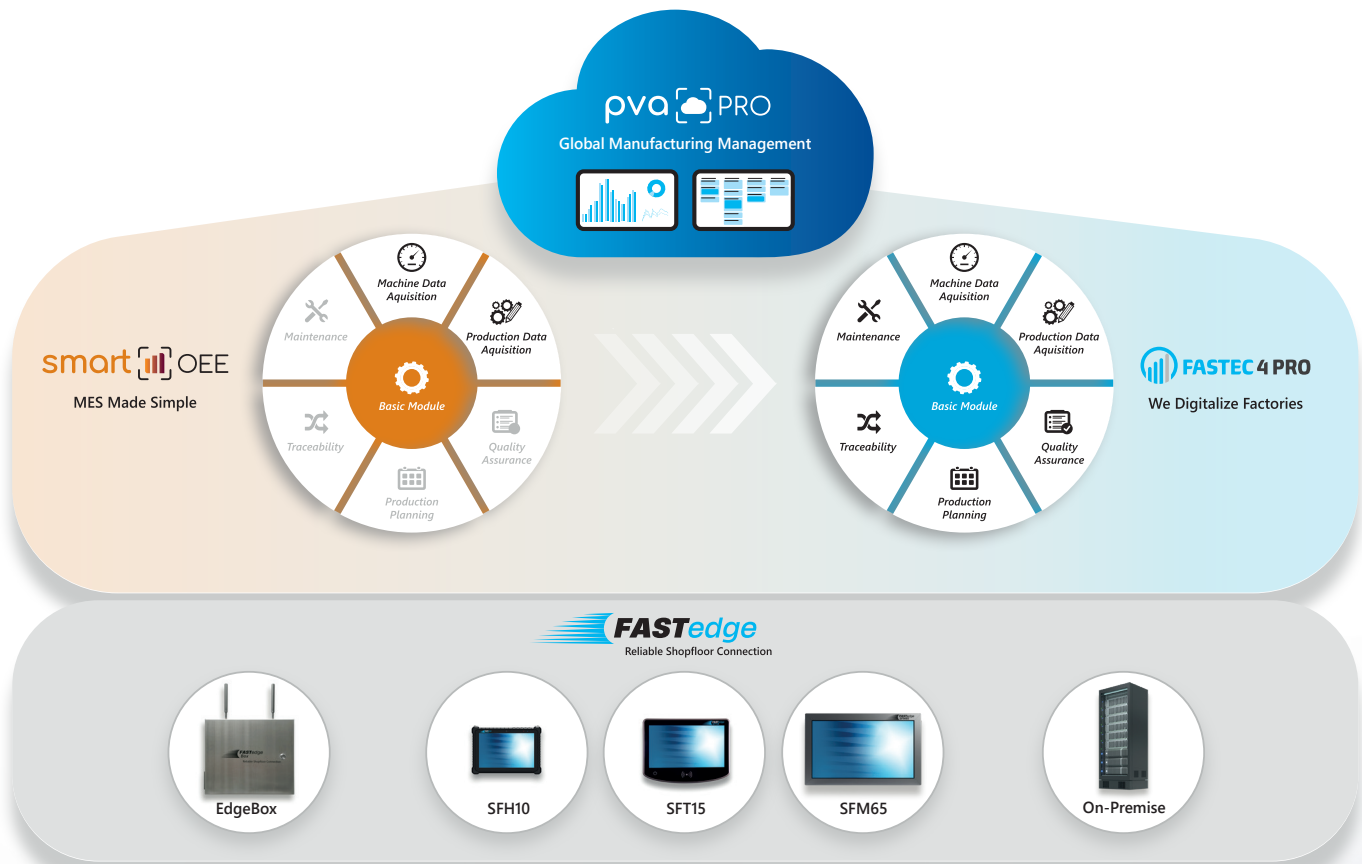 pva PRO
Global Manufacturing Management
smart OEE
MES Made Simple
Machine Data
Aquisition
Production Data
Aquisition
Quality
Assurance
Production
Planning
Traceability
Maintenance
Basic Module
Machine Data
Aquisition
Production Data
Aquisition
Quality
Assurance
Production
Planning
Traceability
Maintenance
Basic Module
FASTEC 4 PRO
We Digitalize Factories
FASTedge
Reliable Shopfloor Connection
FASTedge
EdgeBox
SFH10
SFT15
SFM65
On-Premise